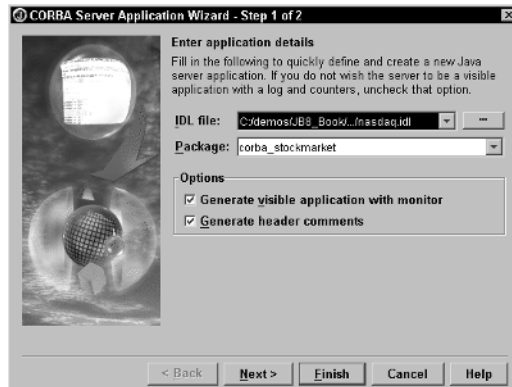 CORBA Server Application Wizard - Step 1 of 2
Enter application details
Fill in the following to quickly define and create a new Java
server application. If you do not wish the server to be a visible
application with a log and counters, uncheck that option.
IDL file: C:/demos/JB8_Book/.../nasdaq.idl ...
Package: corba_stockmarket
Options
Generate visible application with monitor
Generate header comments
< Back Next > Finish Cancel Help